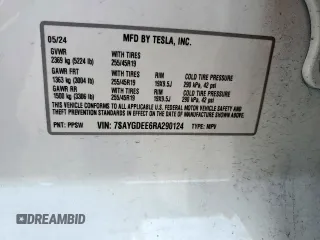 05/24 MFD BY TESLA, INC.
GVWR WITH TIRES
2369 kg (5224 lb) 255/45R19
GAWR FRT WITH TIRES RIM COLD TIRE PRESSURE
1363 kg (3004 lb) 255/45R19 19X9.5J 290 kPa, 42 psi
GAWR RR WITH TIRES RIM COLD TIRE PRESSURE
1500 kg (3306 lb) 255/45R19 19X9.5J 290 kPa, 42 psi
THIS VEHICLE CONFORMS TO ALL APPLICABLE U.S. FEDERAL MOTOR VEHICLE SAFETY AND
THEFT PREVENTION STANDARDS IN EFFECT ON THE DATE OF MANUFACTURE SHOWN ABOVE.
PNT: PPSW VIN: 7SAYGDEE6RA290124 TYPE: MPV
DREAMBID